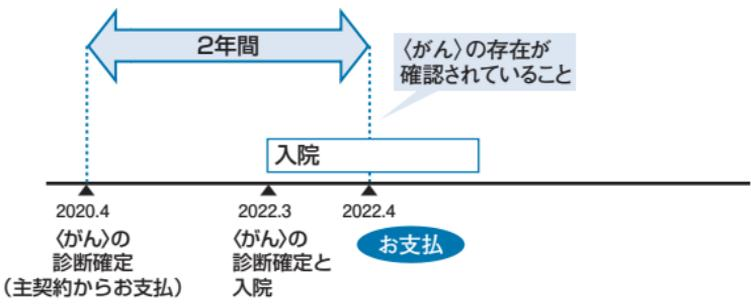 2年間
〈がん〉の存在が
確認されていること
入院
2020.4
〈がん〉の
診断確定
(主契約からお支払)
2022.3
〈がん〉の
診断確定と
入院
2022.4
お支払